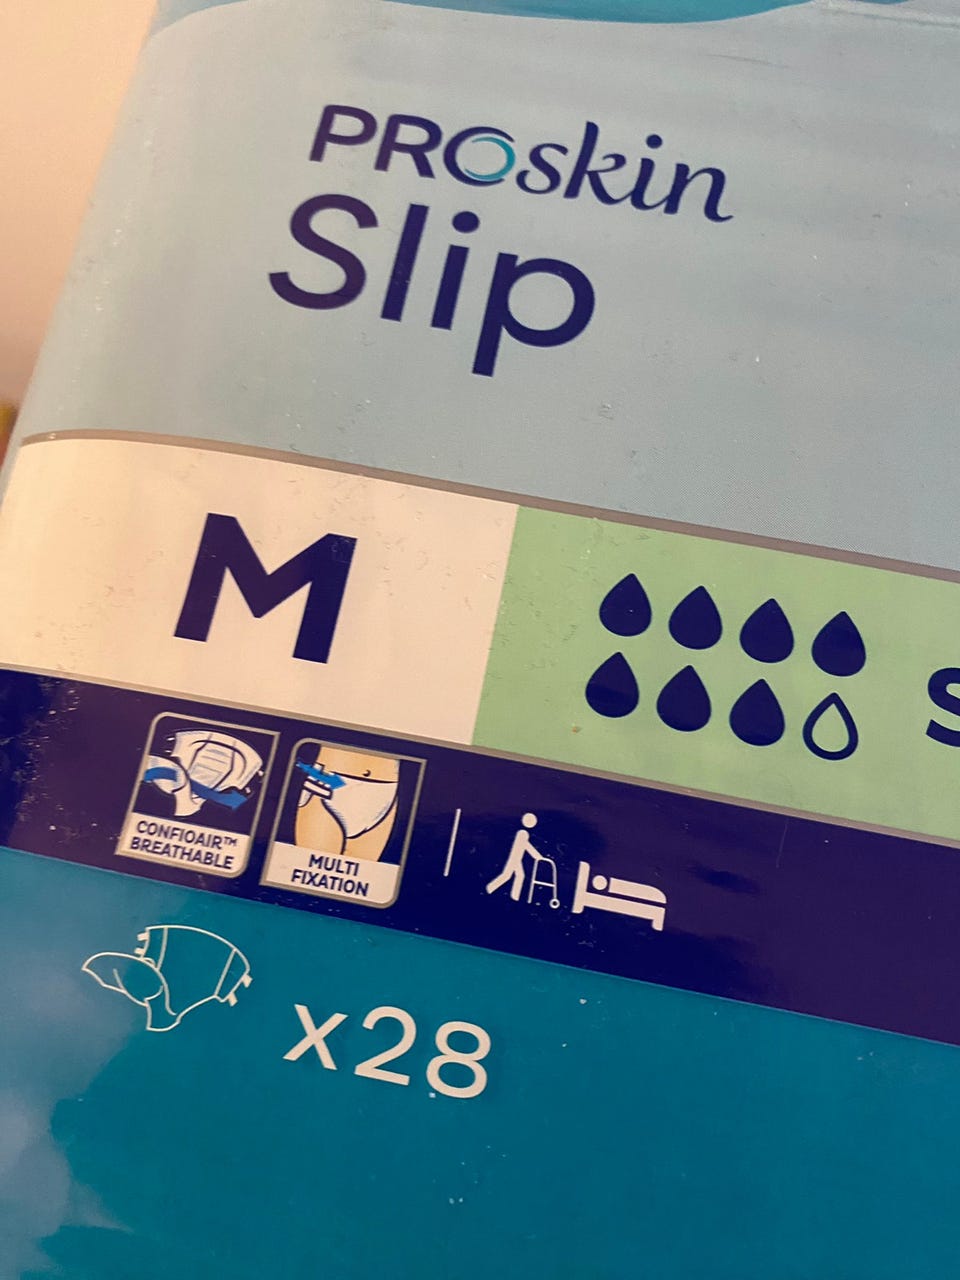 PROskin
Slip
M
S
CONFIOAIR™
BREATHABLE
MULTI
FIXATION
x28